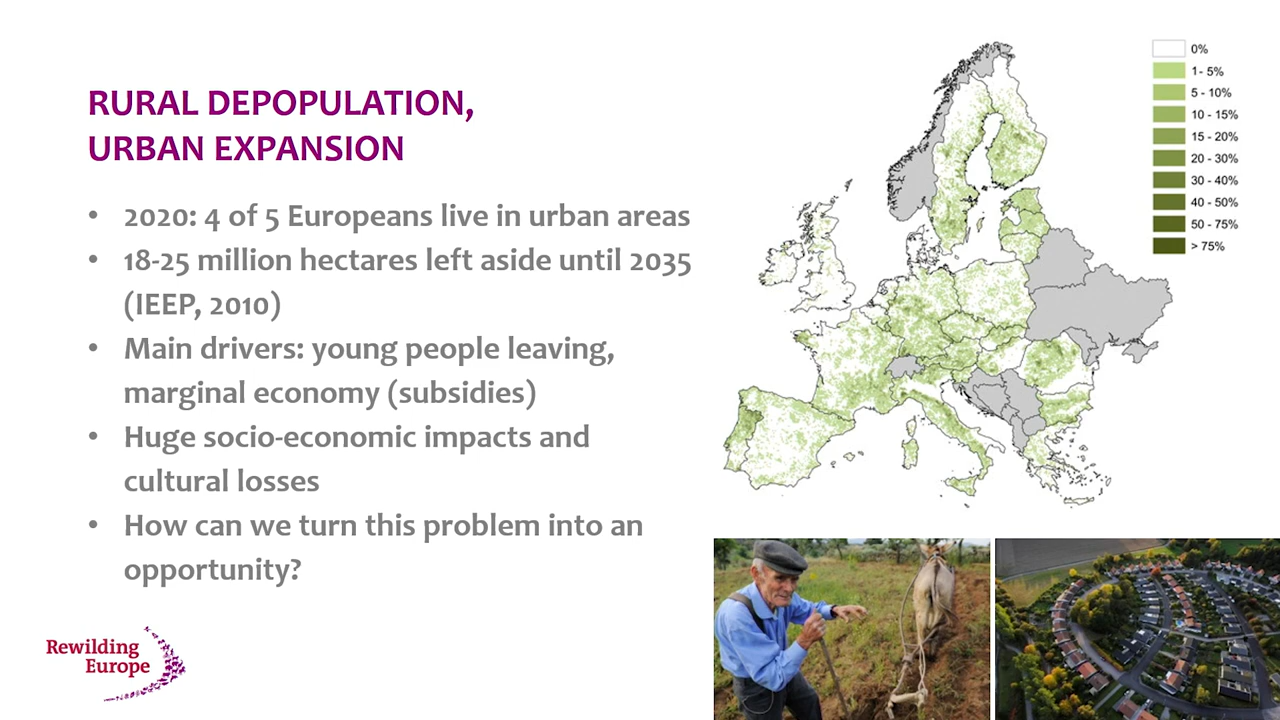 RURAL DEPOPULATION,
URBAN EXPANSION
• 2020: 4 of 5 Europeans live in urban areas
• 18-25 million hectares left aside until 2035
(IEEP, 2010)
• Main drivers: young people leaving,
marginal economy (subsidies)
• Huge socio-economic impacts and
cultural losses
• How can we turn this problem into an
opportunity?
Rewilding
Europe
0%
1 - 5%
5 - 10%
10 - 15%
15 - 20%
20 - 30%
30 - 40%
40 - 50%
50 - 75%
> 75%